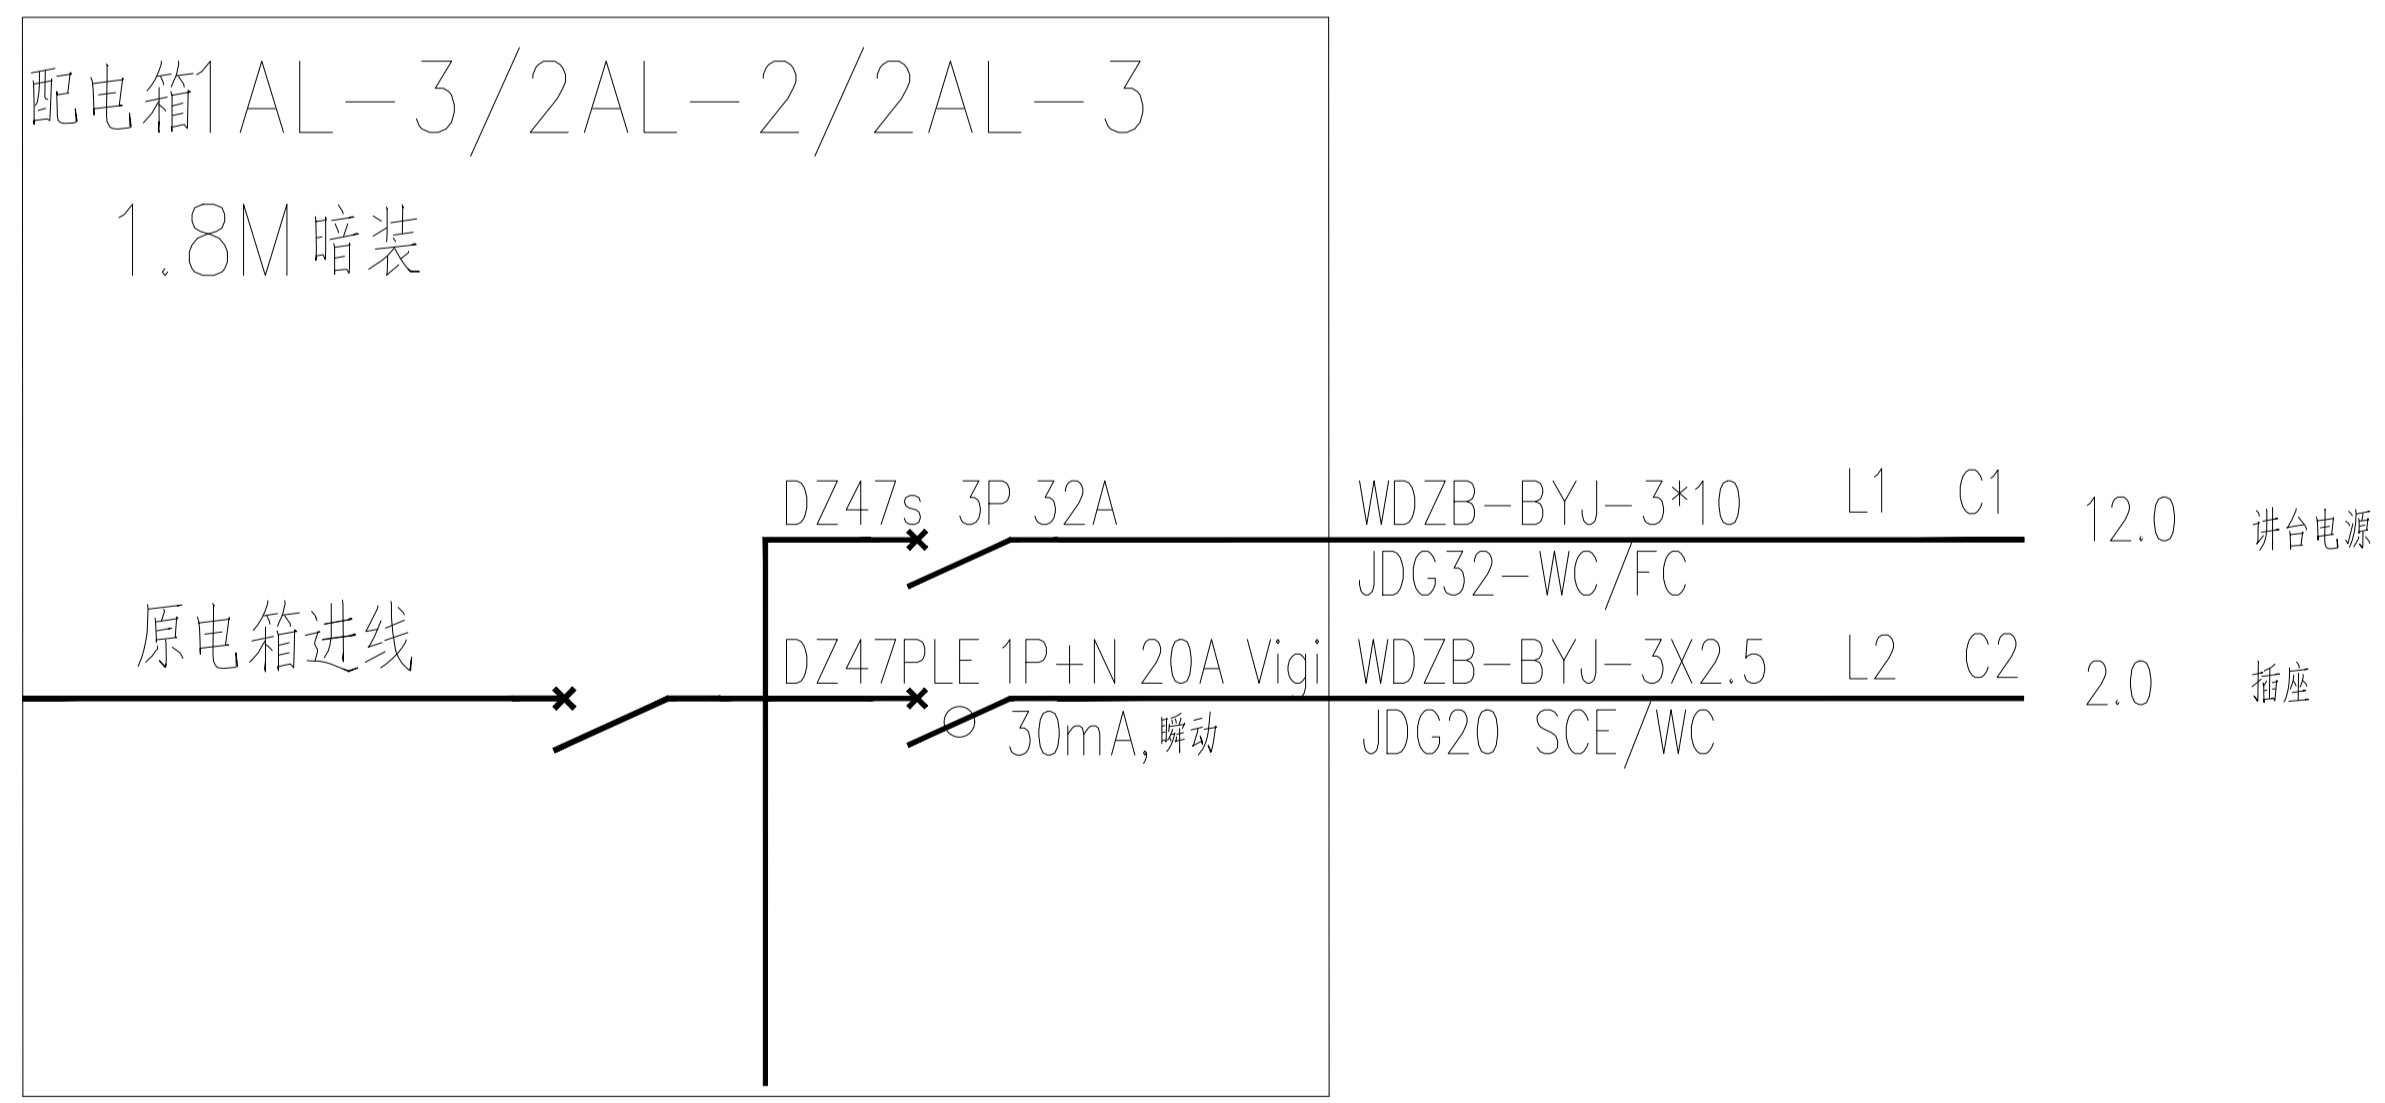 配电箱1AL-3/2AL-2/2AL-3
1.8M暗装
DZ47s 3P 32A WDZB-BYJ-3*10 L1 C1 12.0 讲台电源
JDG32-WC/FC
原电箱进线
DZ47PLE 1P+N 20A Vigi WDZB-BYJ-3X2.5 L2 C2 2.0 插座
30mA,瞬动 JDG20 SCE/WC